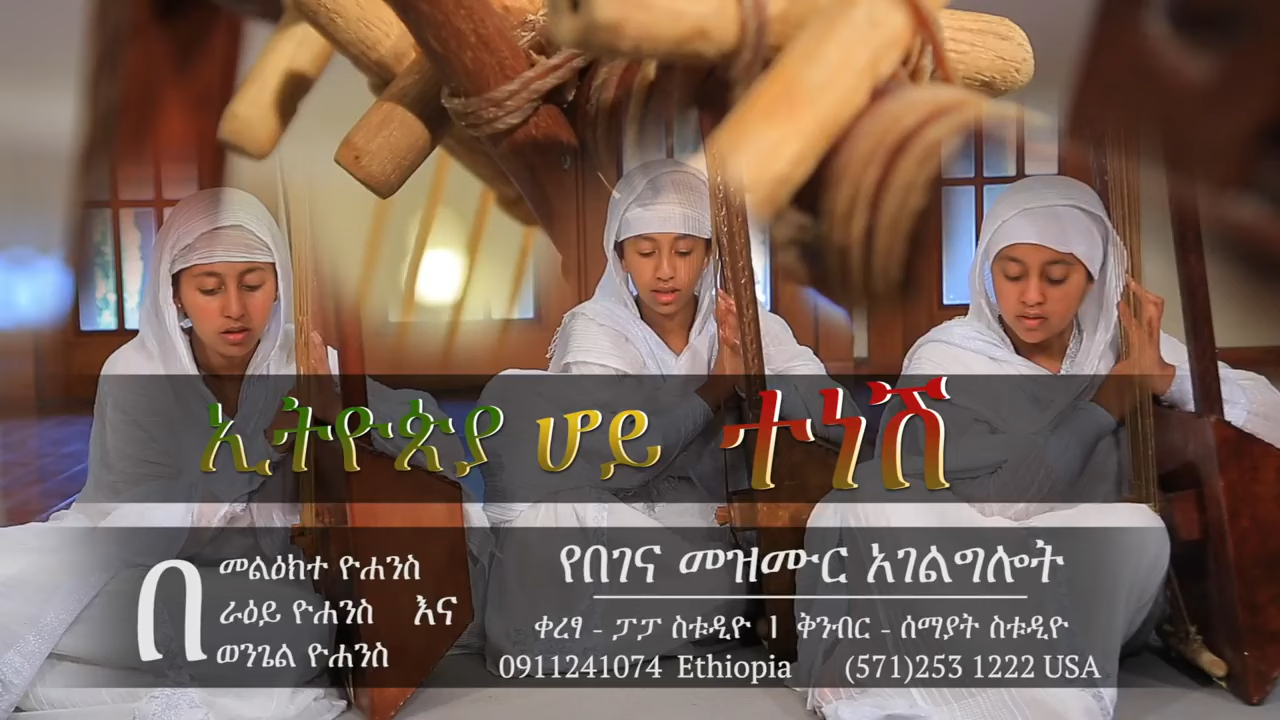 ኢትዮጵያ ሆይ ተነሽ
በ
መልዕክተ ዮሐንስ
ራዕይ ዮሐንስ እና
ወንጌል ዮሐንስ
የበገና መዝሙር አገልግሎት
ቀረፃ - ፓፓ ስቱዲዮ | ቅንብር - ሰማያት ስቱዲዮ
0911241074 Ethiopia (571)253 1222 USA